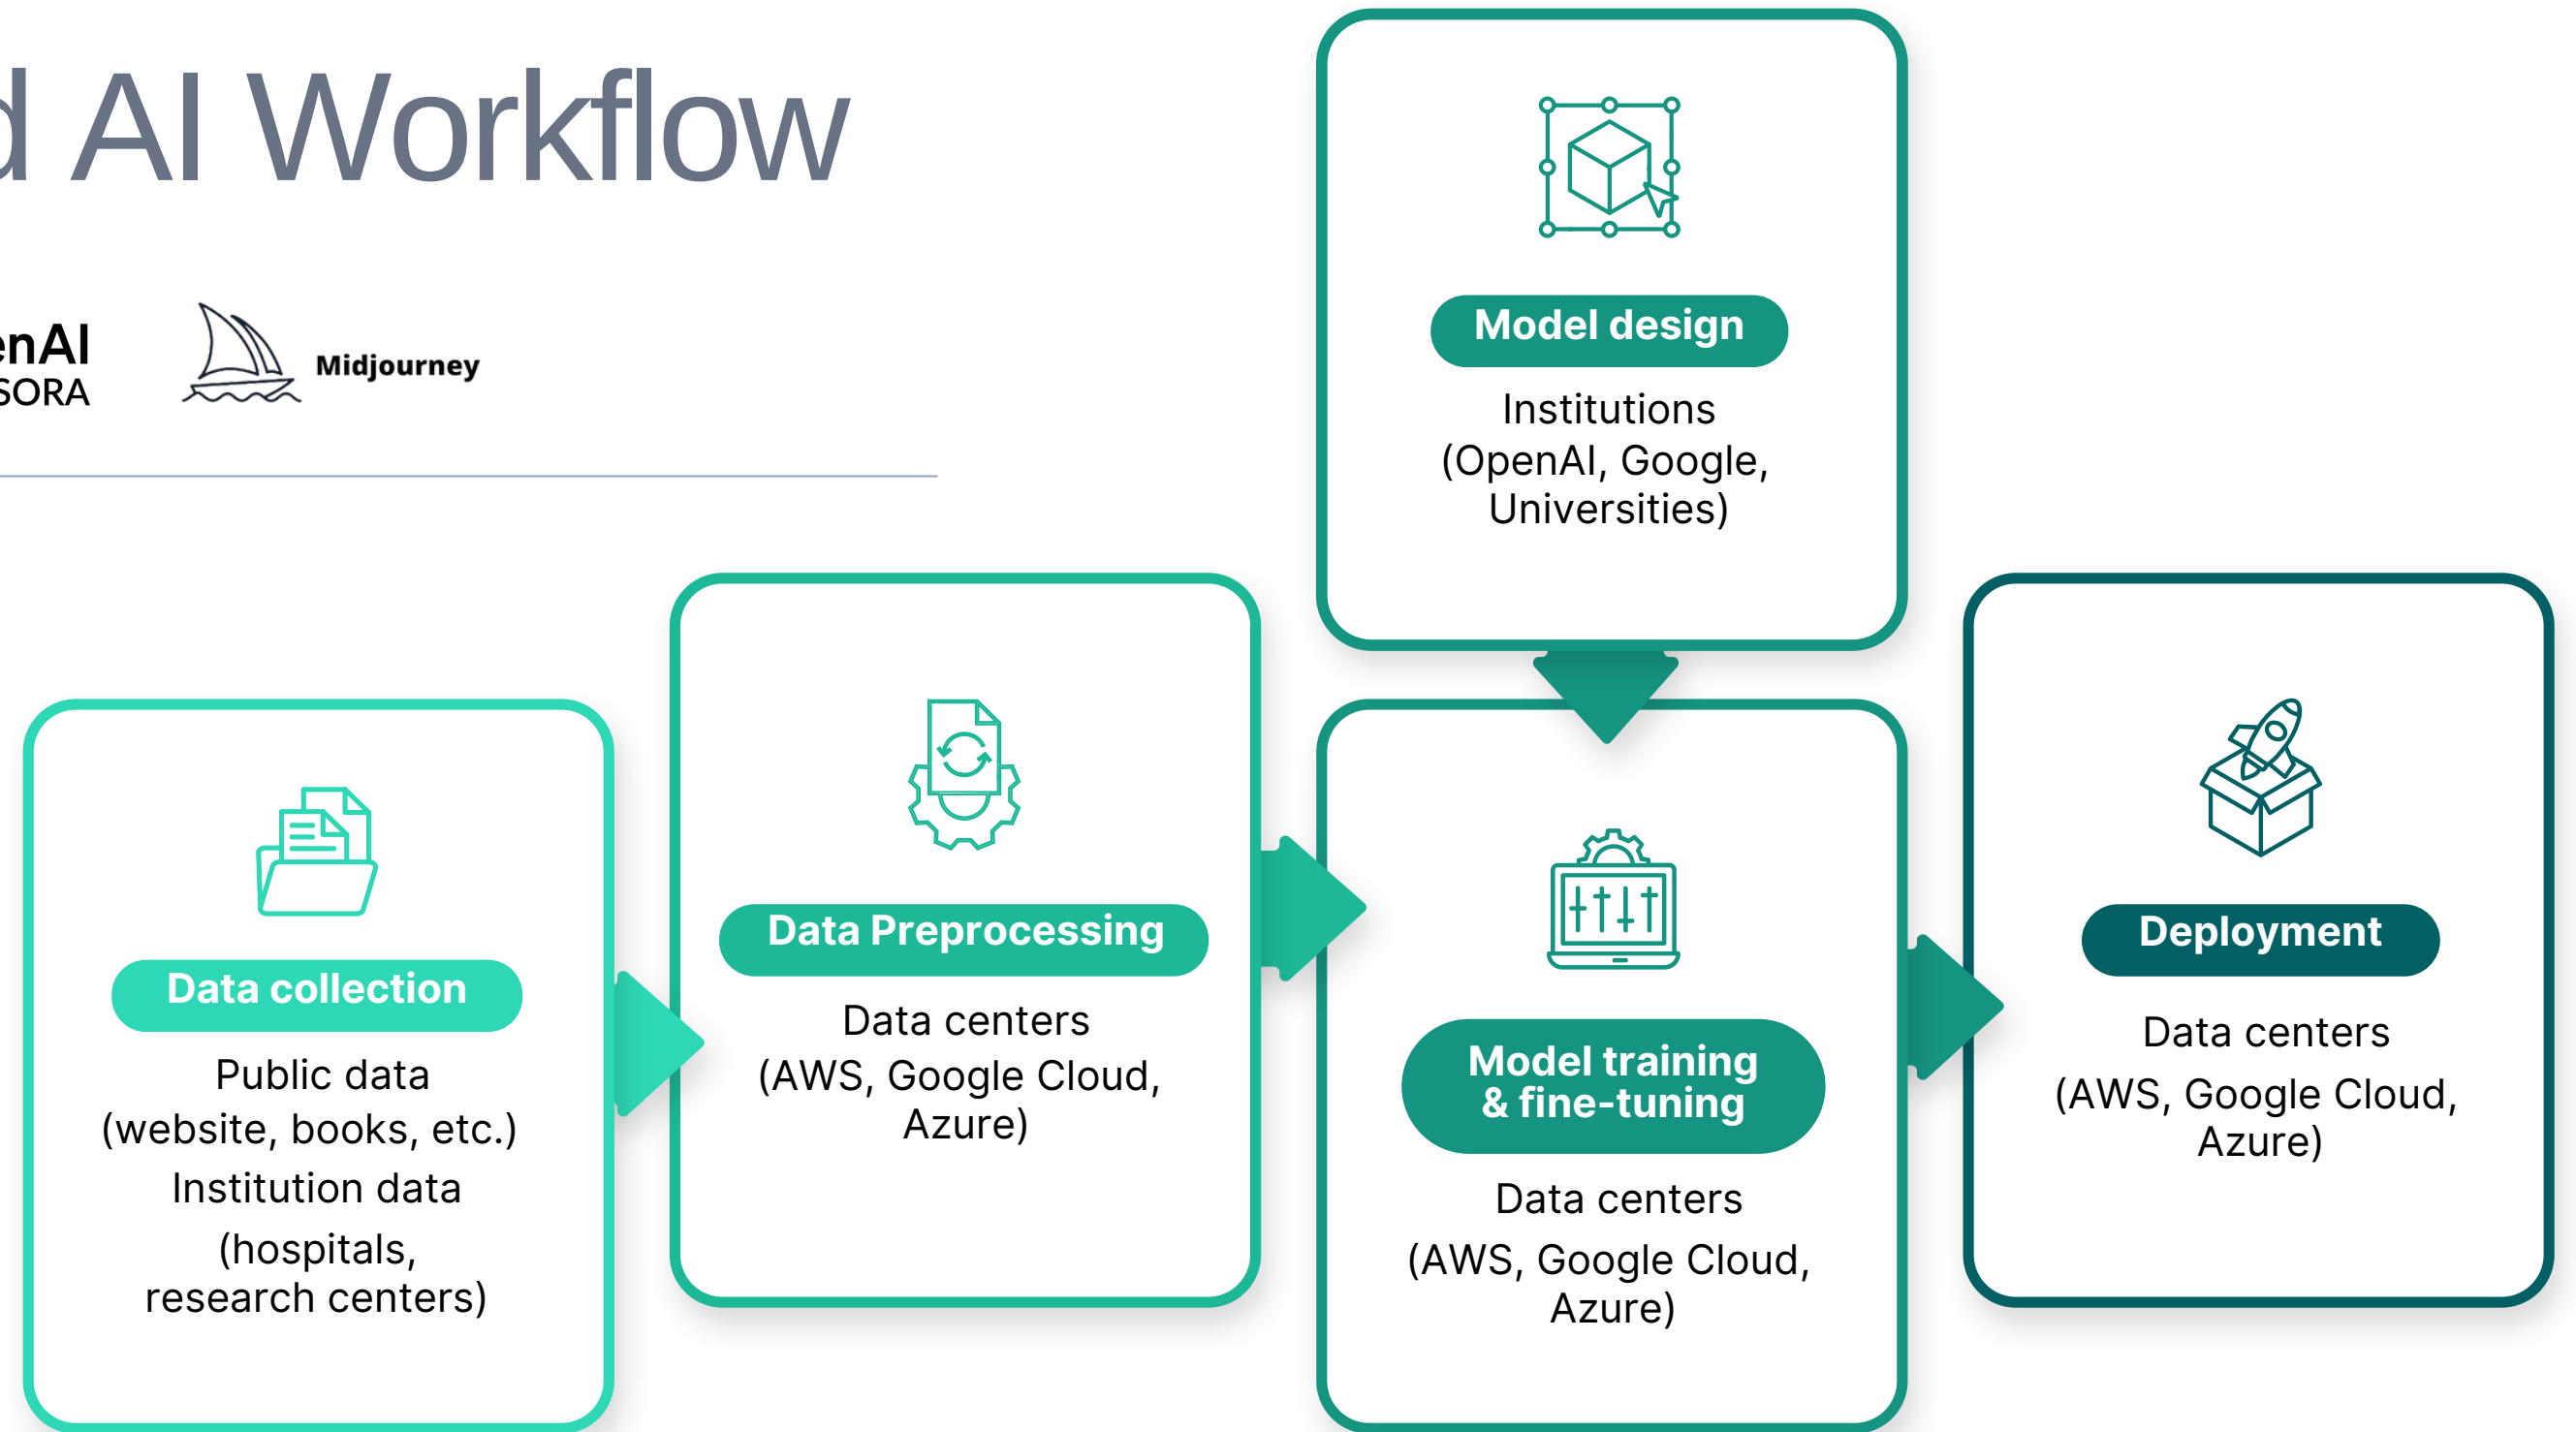 d AI Workflow
enAI
SORA
Midjourney
Model design
Institutions
(OpenAI, Google,
Universities)
Data collection
Public data
(website, books, etc.)
Institution data
(hospitals,
research centers)
Data Preprocessing
Data centers
(AWS, Google Cloud,
Azure)
Model training
& fine-tuning
Data centers
(AWS, Google Cloud,
Azure)
Deployment
Data centers
(AWS, Google Cloud,
Azure)